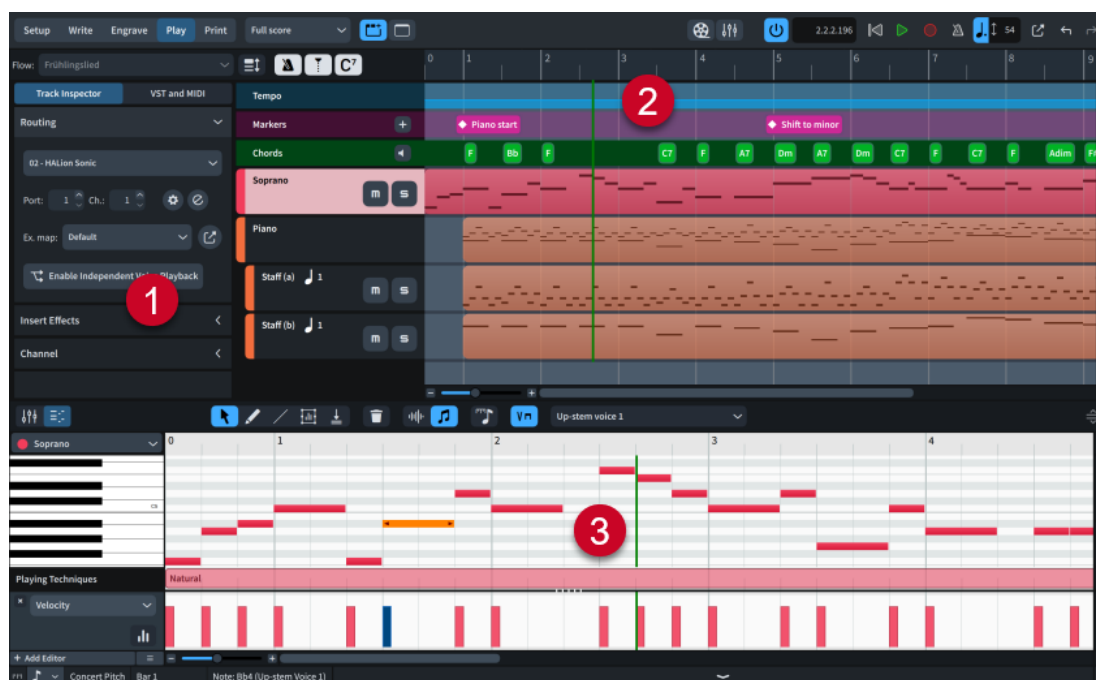 Setup Write Engrave Play Print Full score 2.2.2.196 54
Flow: Frühlingslied C7 0 1 2 3 4 5 6 7 8 9
Track Inspector VST and MIDI Tempo 2
Routing Markers + Piano start Shift to minor
Chords F Bb F C7 F A7 Dm A7 Dm C7 F C7 F Adim
02 - HALion Sonic Soprano m s
Port: 1 Ch.: 1
Ex. map: Default Piano
Enable Independent Playback Staff (a) 1 m s
1
Insert Effects Staff (b) 1 m s
Channel
Up-stem voice 1
Soprano 0 1 2 3 4
C5
3
Playing Techniques Natural
Velocity
+ Add Editor
Concert Pitch Bar 1 Note: Bb4 (Up-stem Voice 1)